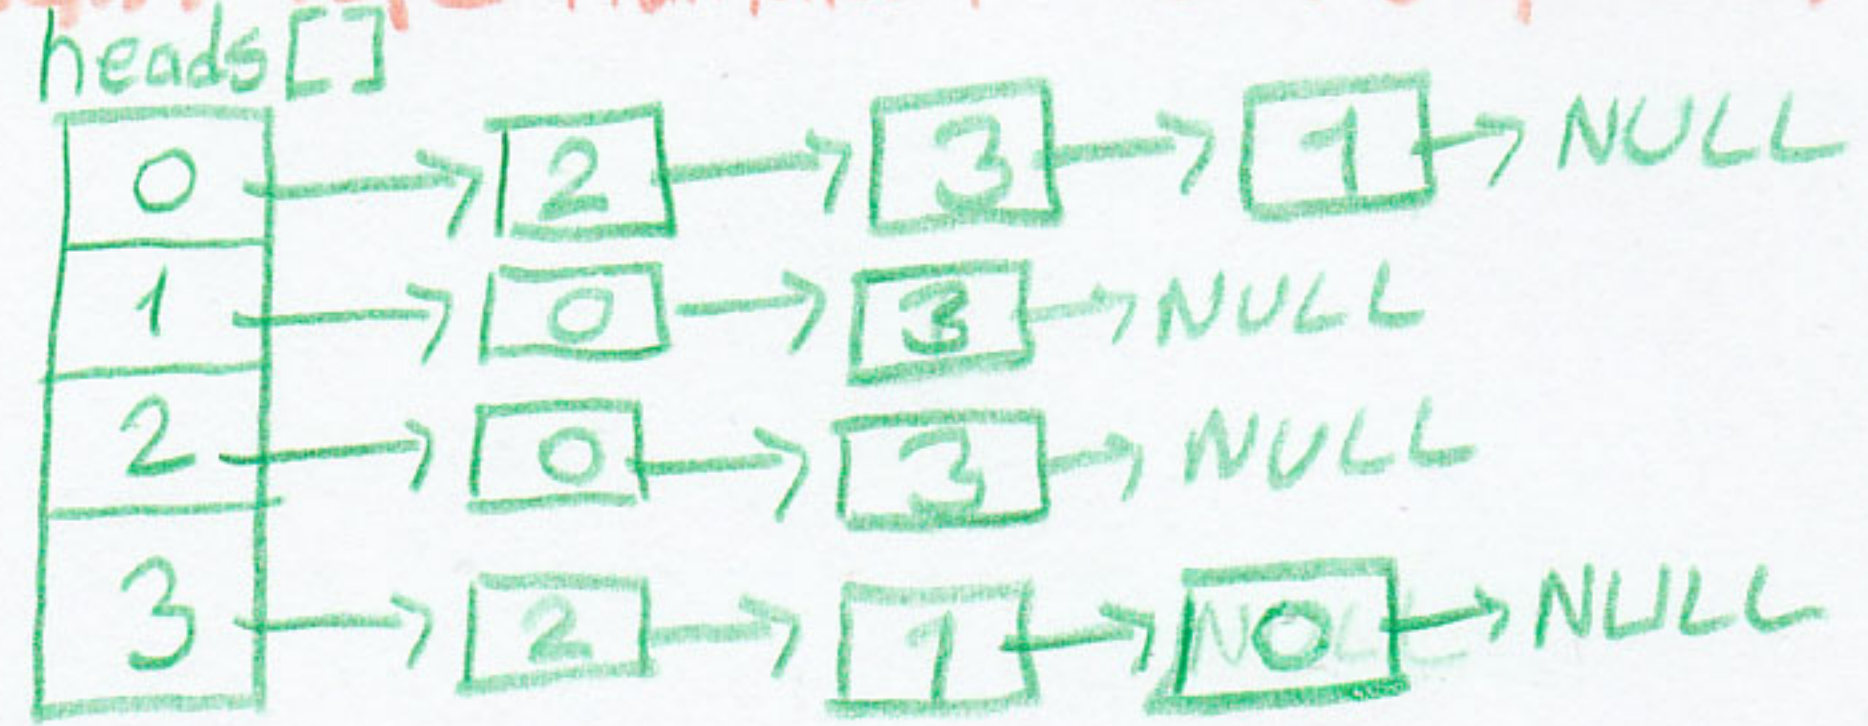 heads[]
0 2 3 1 NULL
1 0 3 NULL
2 0 3 NULL
3 2 1 0 NULL